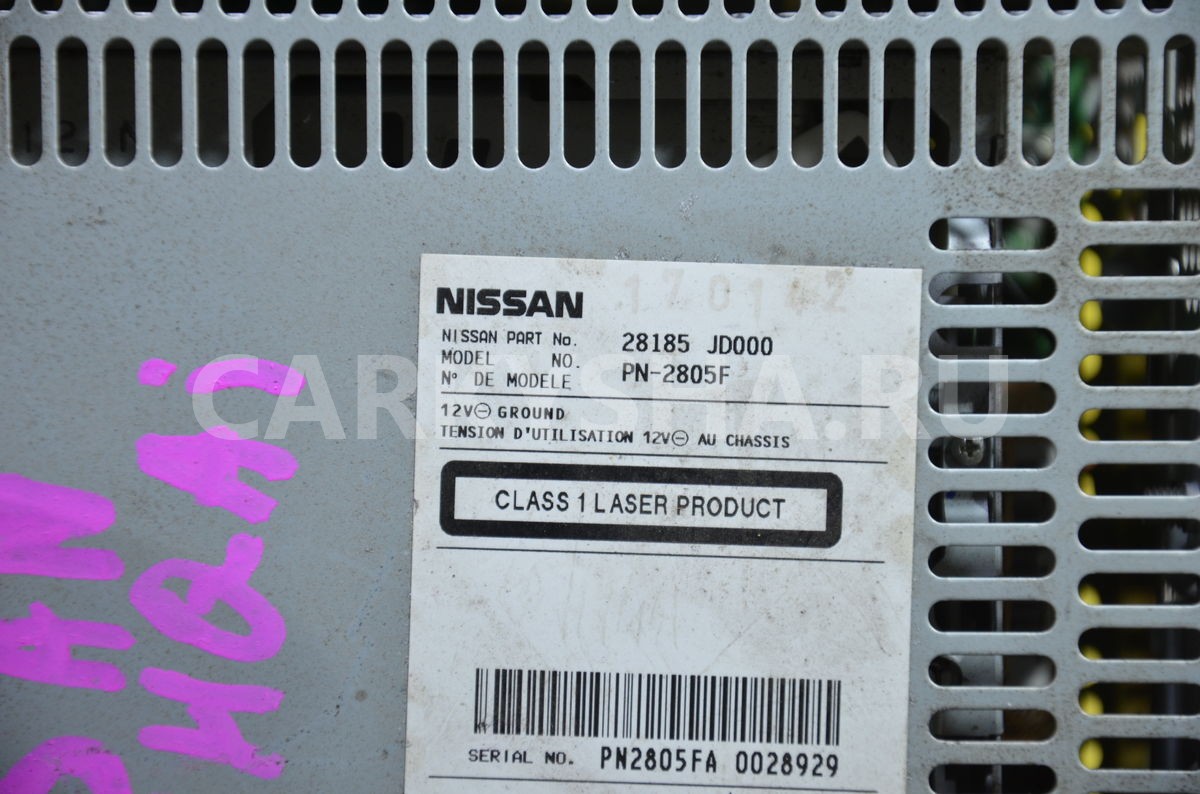 170142
NISSAN
NISSAN PART No. 28185 JD000
MODEL NO. PN-2805F
N° DE MODELE
12V⊖ GROUND
TENSION D'UTILISATION 12V⊖ AU CHASSIS
CLASS 1 LASER PRODUCT
SERIAL NO. PN2805FA 0028929